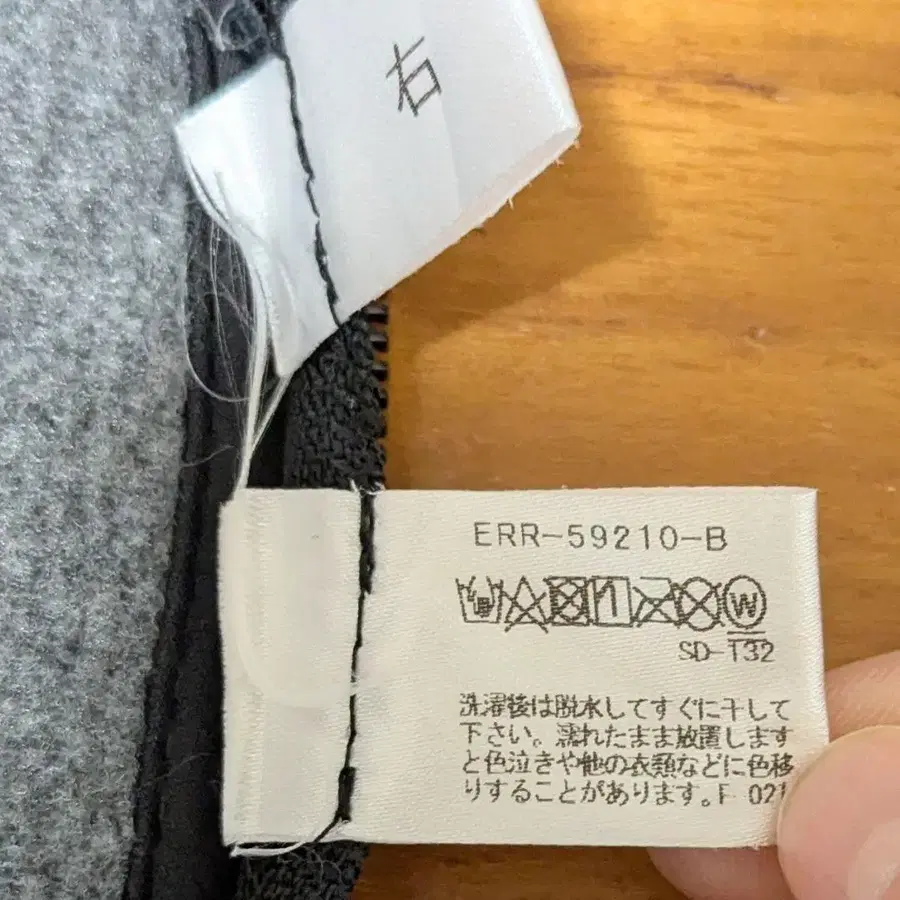 右
ERR-59210-B
W
SD-T32
洗濯後は脱水してすぐに干して
下さい。濡れたまま放置します
と色泣きや他の衣類などに色移
りすることがあります。F 021